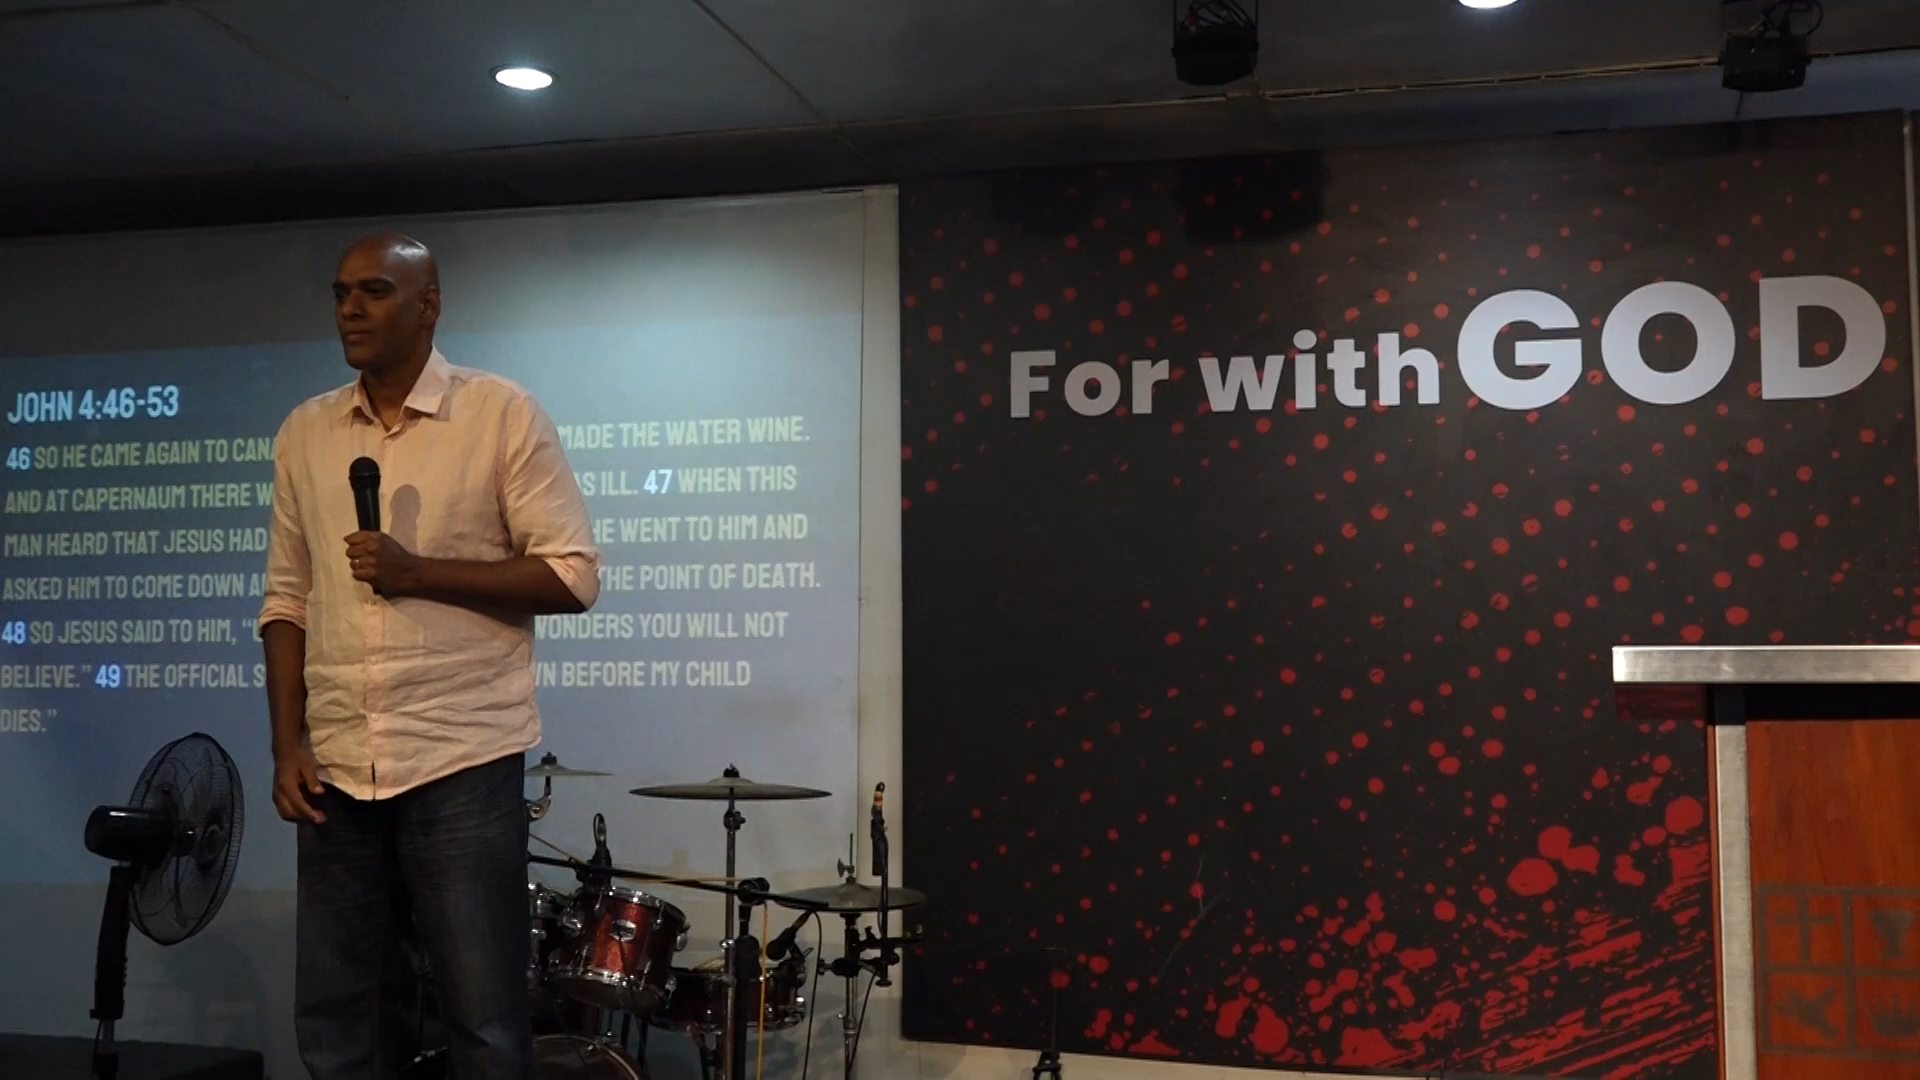 JOHN 4:46-53
46 SO HE CAME AGAIN TO CANA MADE THE WATER WINE.
AND AT CAPERNAUM THERE ILL. 47 WHEN THIS
MAN HEARD THAT JESUS HAD HE WENT TO HIM AND
ASKED HIM TO COME DOWN THE POINT OF DEATH.
48 SO JESUS SAID TO HIM, “ WONDERS YOU WILL NOT
BELIEVE.” 49 THE OFFICIAL BEFORE MY CHILD
DIES.”
For with GOD